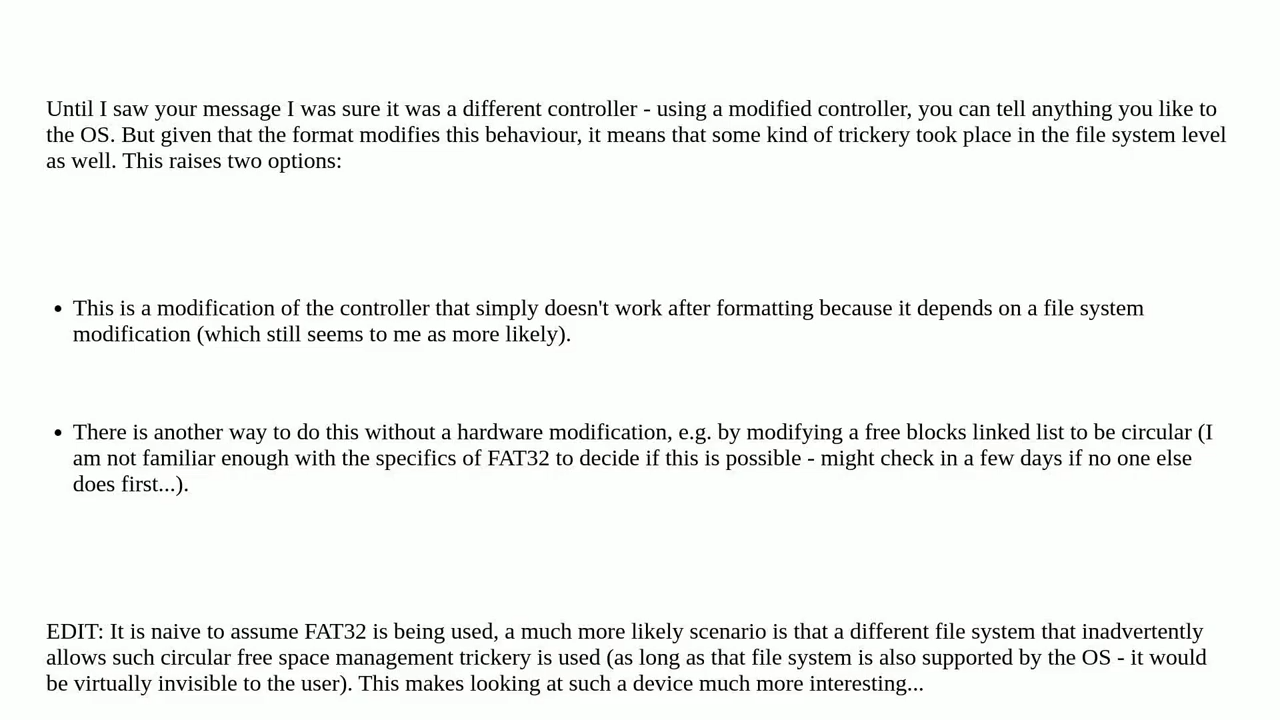 Until I saw your message I was sure it was a different controller - using a modified controller, you can tell anything you like to
the OS. But given that the format modifies this behaviour, it means that some kind of trickery took place in the file system level
as well. This raises two options:
• This is a modification of the controller that simply doesn't work after formatting because it depends on a file system
modification (which still seems to me as more likely).
• There is another way to do this without a hardware modification, e.g. by modifying a free blocks linked list to be circular (I
am not familiar enough with the specifics of FAT32 to decide if this is possible - might check in a few days if no one else
does first...).
EDIT: It is naive to assume FAT32 is being used, a much more likely scenario is that a different file system that inadvertently
allows such circular free space management trickery is used (as long as that file system is also supported by the OS - it would
be virtually invisible to the user). This makes looking at such a device much more interesting...